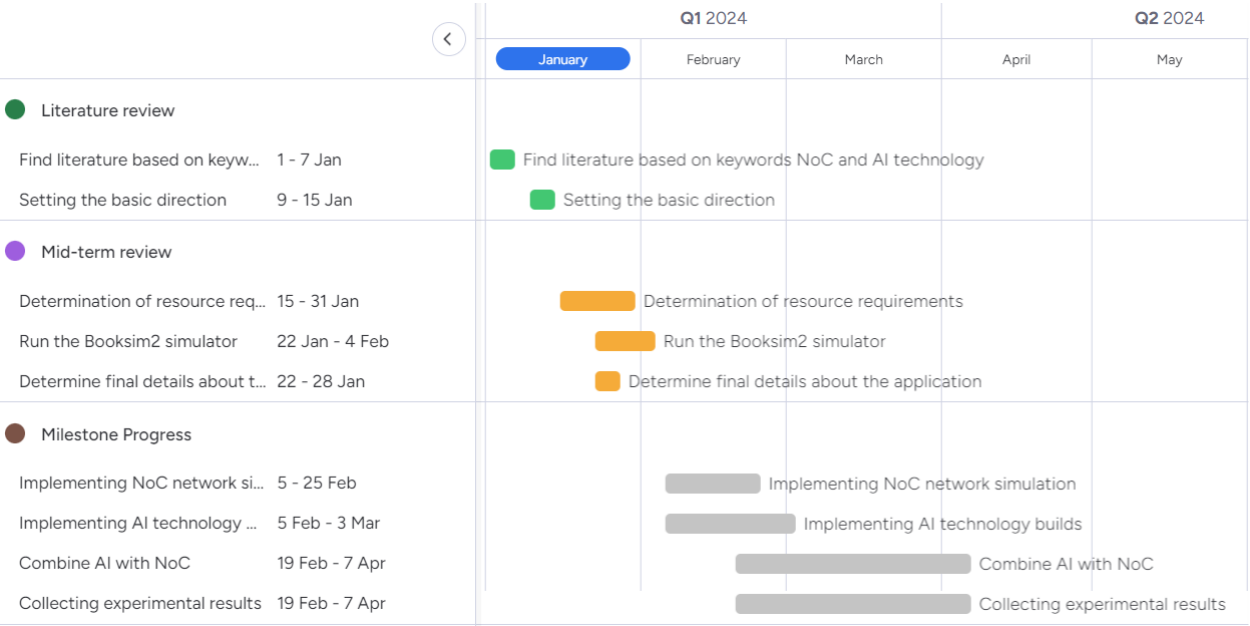 Q1 2024 Q2 2024
January February March April May
Literature review
Find literature based on keyw... 1 - 7 Jan Find literature based on keywords NoC and AI technology
Setting the basic direction 9 - 15 Jan Setting the basic direction
Mid-term review
Determination of resource req... 15 - 31 Jan Determination of resource requirements
Run the Booksim2 simulator 22 Jan - 4 Feb Run the Booksim2 simulator
Determine final details about t... 22 - 28 Jan Determine final details about the application
Milestone Progress
Implementing NoC network si... 5 - 25 Feb Implementing NoC network simulation
Implementing AI technology ... 5 Feb - 3 Mar Implementing AI technology builds
Combine AI with NoC 19 Feb - 7 Apr Combine AI with NoC
Collecting experimental results 19 Feb - 7 Apr Collecting experimental results